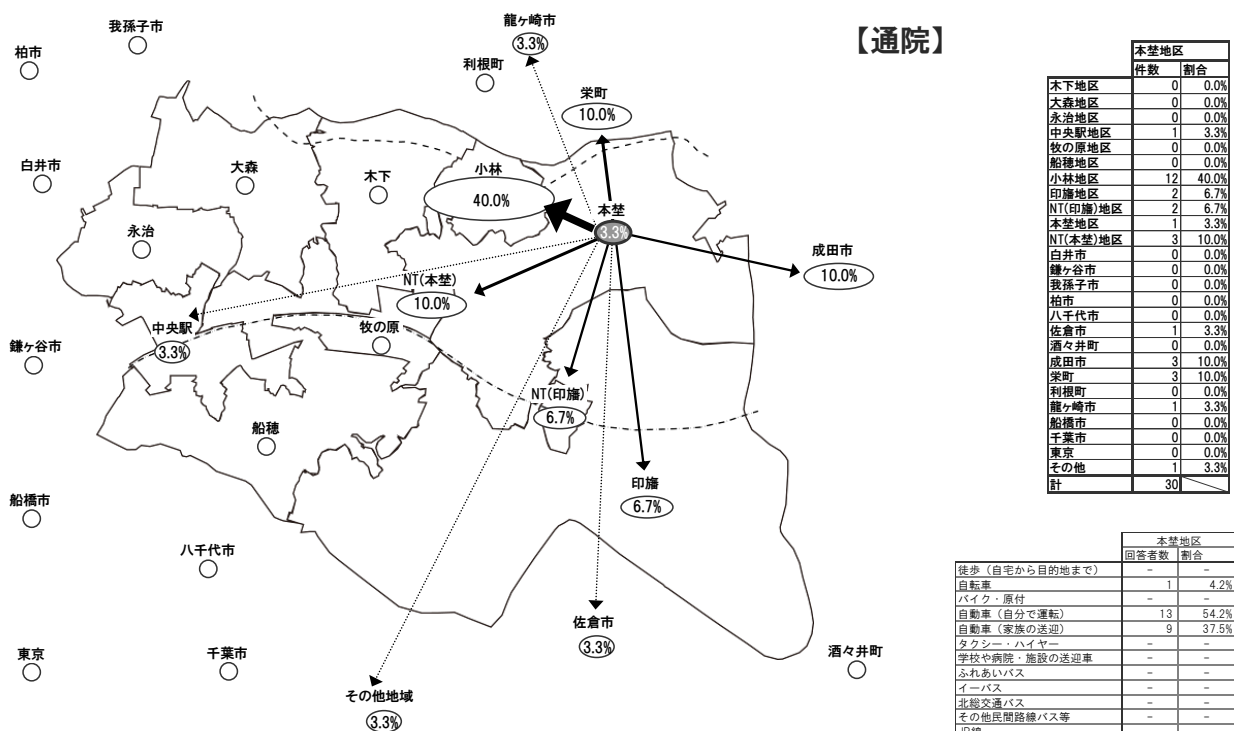 【通院】
龍ヶ崎市
3.3%
我孫子市
柏市
利根町
栄町
10.0%
白井市
大森
木下
小林
40.0%
本埜
3.3%
永治
成田市
10.0%
NT(本埜)
10.0%
中央駅
3.3%
牧の原
鎌ヶ谷市
NT(印旛)
6.7%
船穂
印旛
6.7%
船橋市
八千代市
佐倉市
3.3%
東京
千葉市
酒々井町
その他地域
3.3%
本埜地区
件数 割合
木下地区 0 0.0%
大森地区 0 0.0%
永治地区 0 0.0%
中央駅地区 1 3.3%
牧の原地区 0 0.0%
船穂地区 0 0.0%
小林地区 12 40.0%
印旛地区 2 6.7%
NT(印旛)地区 2 6.7%
本埜地区 1 3.3%
NT(本埜)地区 3 10.0%
白井市 0 0.0%
鎌ヶ谷市 0 0.0%
我孫子市 0 0.0%
柏市 0 0.0%
八千代市 0 0.0%
佐倉市 1 3.3%
酒々井町 0 0.0%
成田市 3 10.0%
栄町 3 10.0%
利根町 0 0.0%
龍ヶ崎市 1 3.3%
船橋市 0 0.0%
千葉市 0 0.0%
東京 0 0.0%
その他 1 3.3%
計 30
本埜地区
回答者数 割合
徒歩（自宅から目的地まで） - -
自転車 1 4.2%
バイク・原付 - -
自動車（自分で運転） 13 54.2%
自動車（家族の送迎） 9 37.5%
タクシー・ハイヤー - -
学校や病院・施設の送迎車 - -
ふれあいバス - -
イーバス - -
北総交通バス - -
その他民間路線バス等 - -